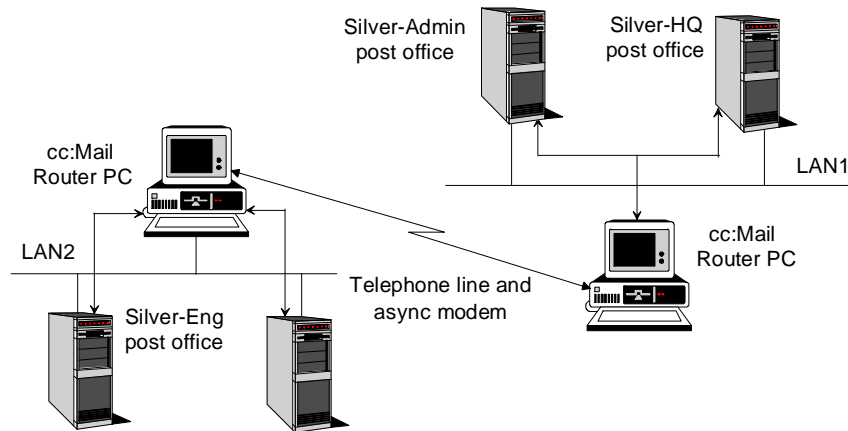 Silver-Admin
post office
Silver-HQ
post office
cc:Mail
Router PC
LAN1
cc:Mail
Router PC
LAN2
Telephone line and
async modem
Silver-Eng
post office